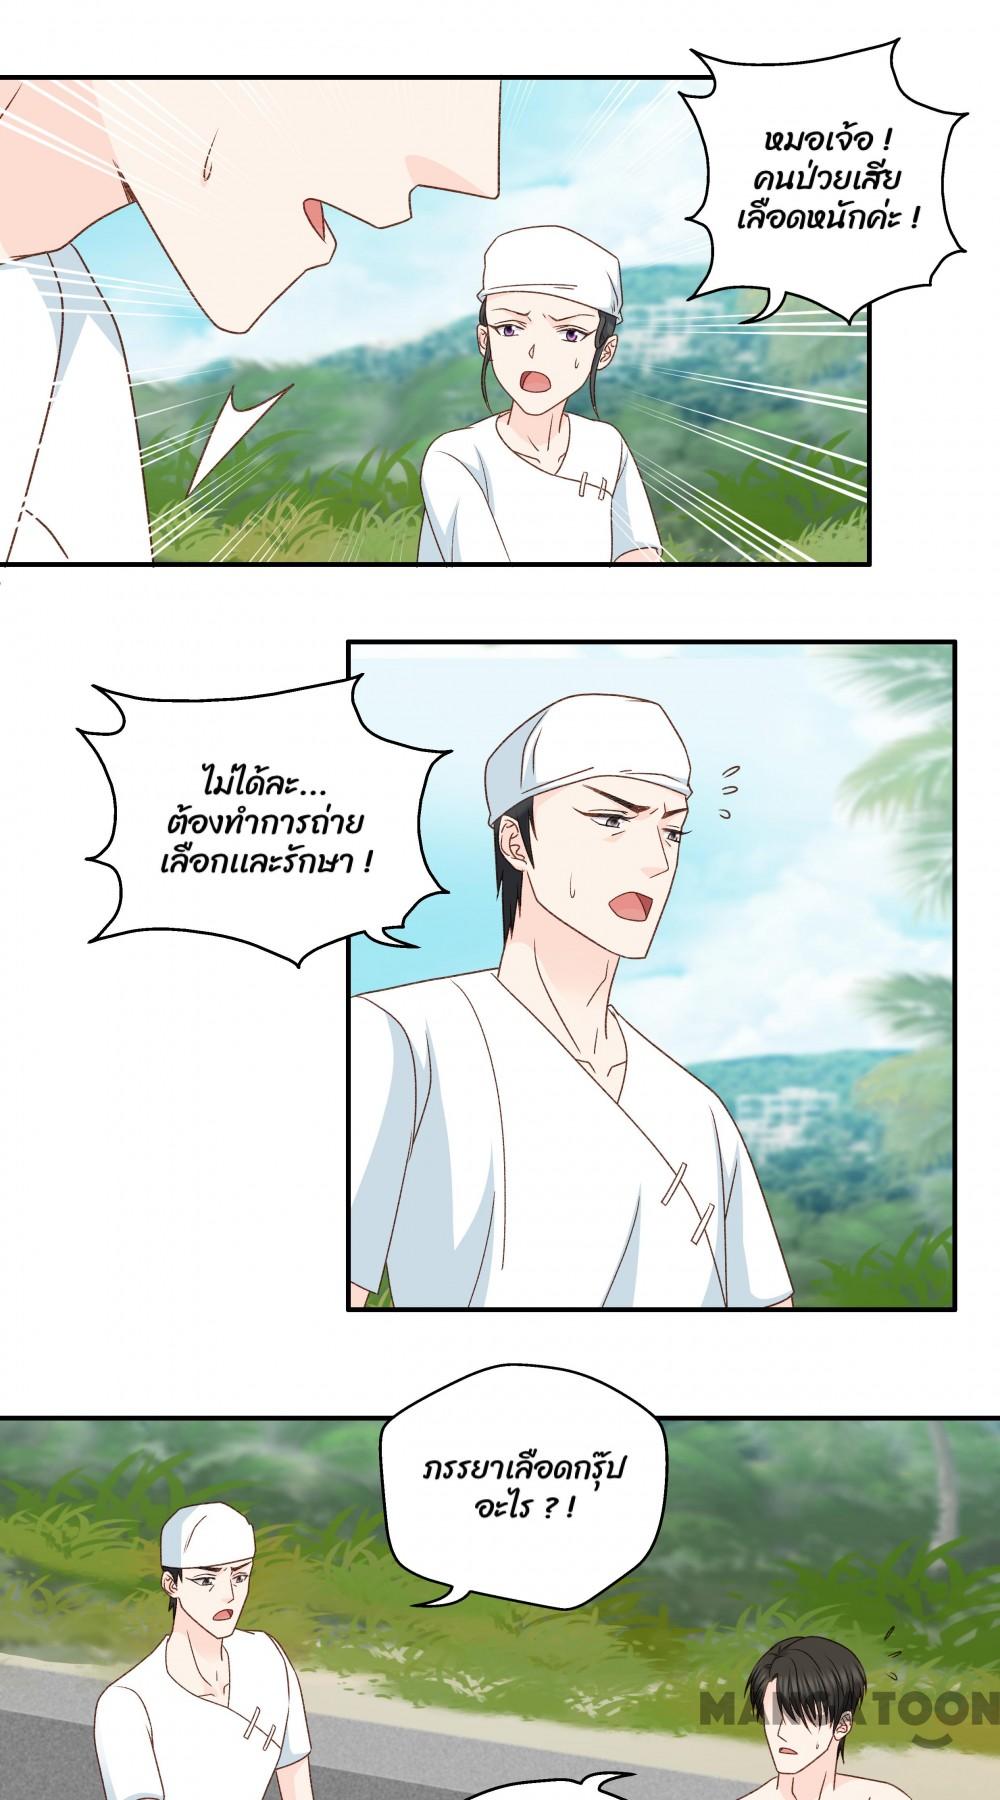 หมอเจ้อ !
คนป่วยเสีย
เลือดหนักค่ะ !
ไม่ได้ละ...
ต้องทำการถ่าย
เลือกและรักษา !
ภรรยาเลือดกรุ๊ป
อะไร ? !
MANGATOON